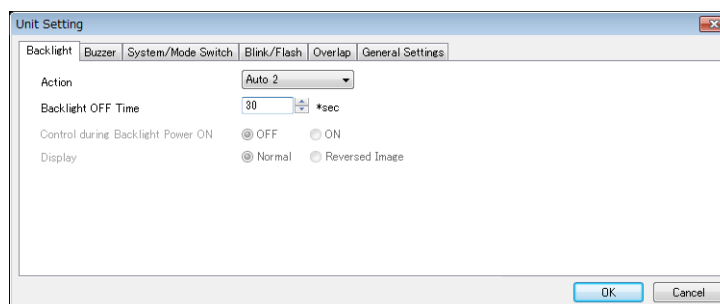 Unit Setting
Backlight Buzzer System/Mode Switch Blink/Flash Overlap General Settings
Action Auto 2
Backlight OFF Time 30 *sec
Control during Backlight Power ON OFF ON
Display Normal Reversed Image
OK Cancel